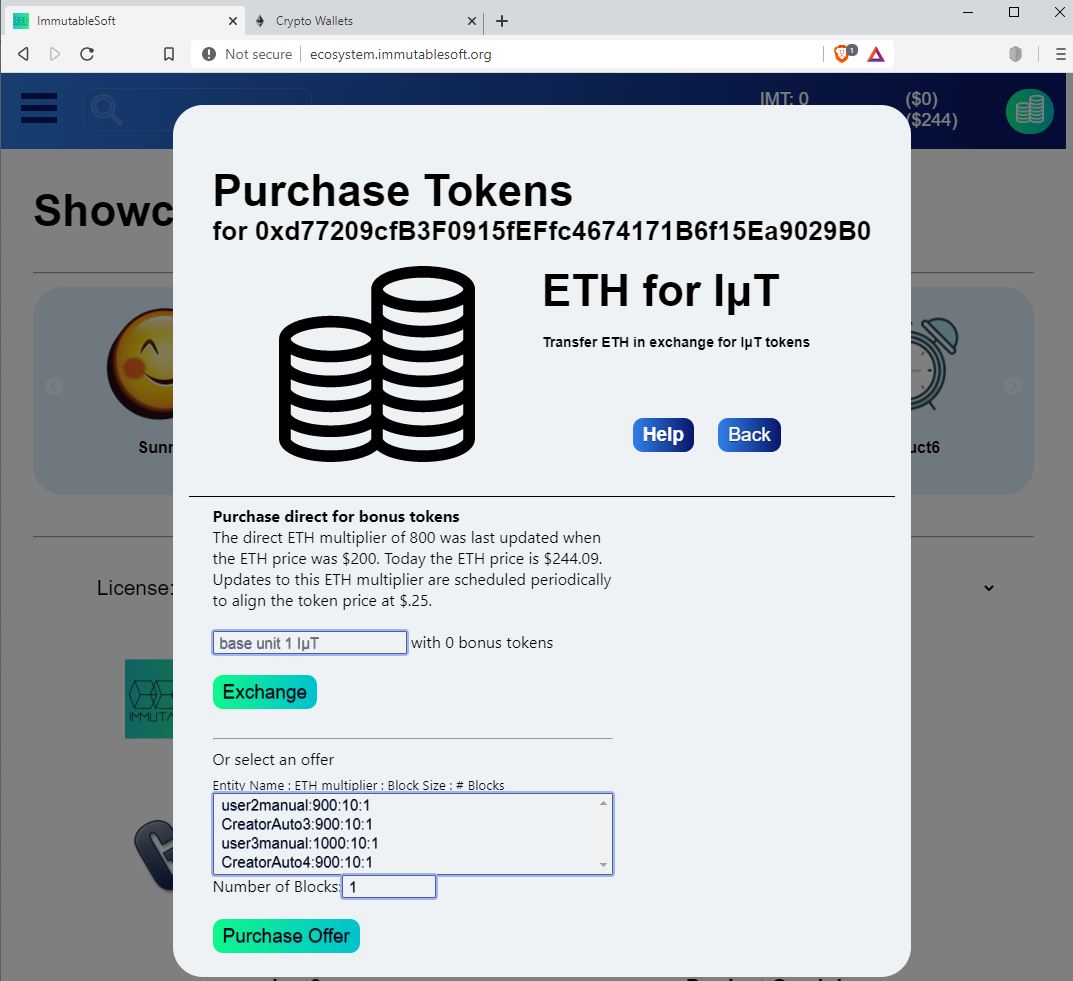 ImmutableSoft
Crypto Wallets
Not secure
ecosystem.immutablesoft.org
1
IMT: 0
($0)
($244)
Showc
Purchase Tokens
for 0xd77209cfB3F0915fEFfc4674171B6f15Ea9029B0
ETH for IµT
Transfer ETH in exchange for IµT tokens
Help
Back
Sunr
uct6
Purchase direct for bonus tokens
The direct ETH multiplier of 800 was last updated when
the ETH price was $200. Today the ETH price is $244.09.
Updates to this ETH multiplier are scheduled periodically
to align the token price at $.25.
License:
base unit 1 IµT with 0 bonus tokens
Exchange
IMMUTA
Or select an offer
Entity Name : ETH multiplier : Block Size : # Blocks
user2manual:900:10:1
CreatorAuto3:900:10:1
user3manual:1000:10:1
CreatorAuto4:900:10:1
Number of Blocks: 1
Purchase Offer